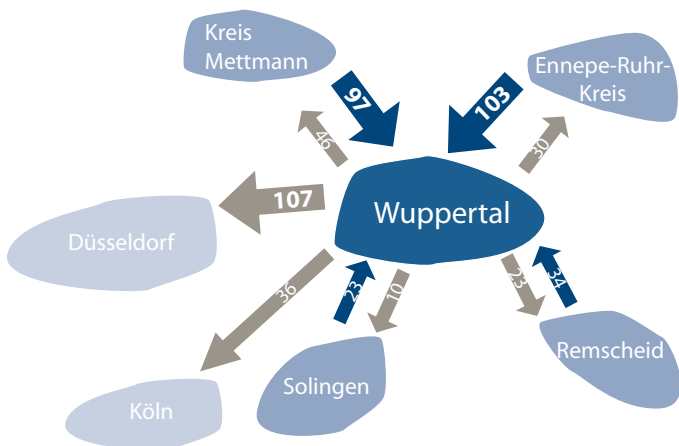 Kreis
Mettmann
Ennepe-Ruhr-
Kreis
97
103
46
30
107
Wuppertal
Düsseldorf
36
23
10
23
34
Remscheid
Solingen
Köln